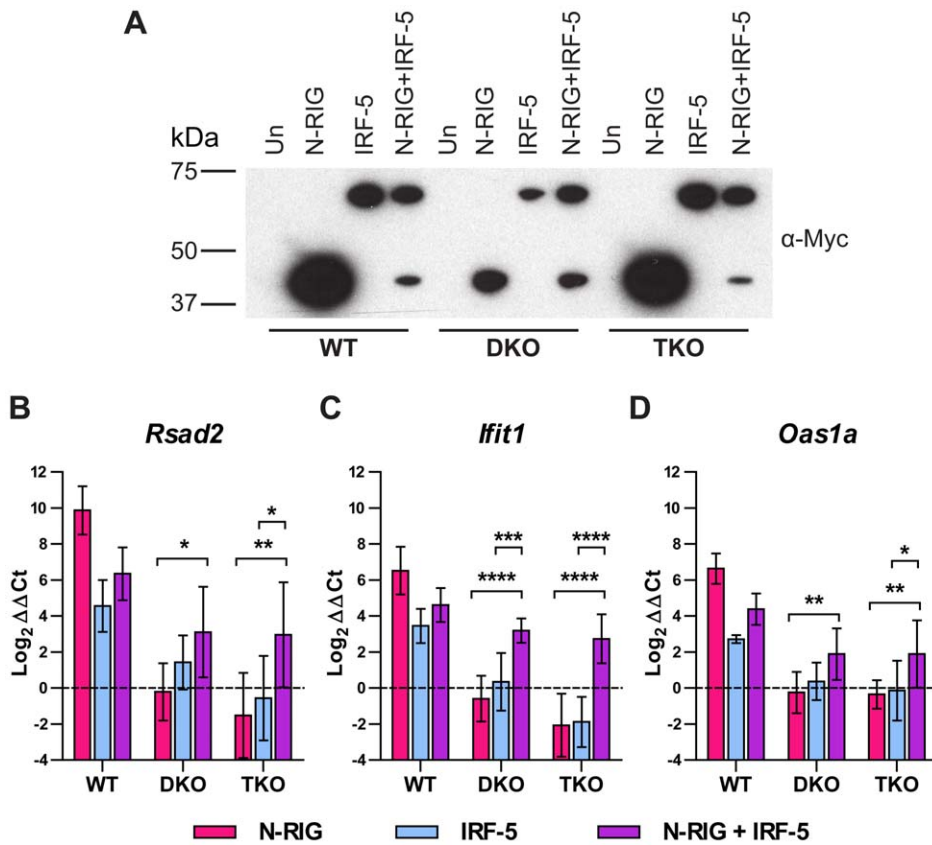 A
kDa
Un
N-RIG
IRF-5
N-RIG+IRF-5
Un
N-RIG
IRF-5
N-RIG+IRF-5
Un
N-RIG
IRF-5
N-RIG+IRF-5
75
50
37
α-Myc
WT DKO TKO
B Rsad2
Log2 ΔΔCt
12
10
8
6
4
2
0
-2
-4
*
**
*
WT DKO TKO
C Ifit1
12
10
8
6
4
2
0
-2
-4
***
****
****
****
WT DKO TKO
D Oas1a
Log2 ΔΔCt
12
10
8
6
4
2
0
-2
-4
**
*
**
WT DKO TKO
N-RIG IRF-5 N-RIG + IRF-5